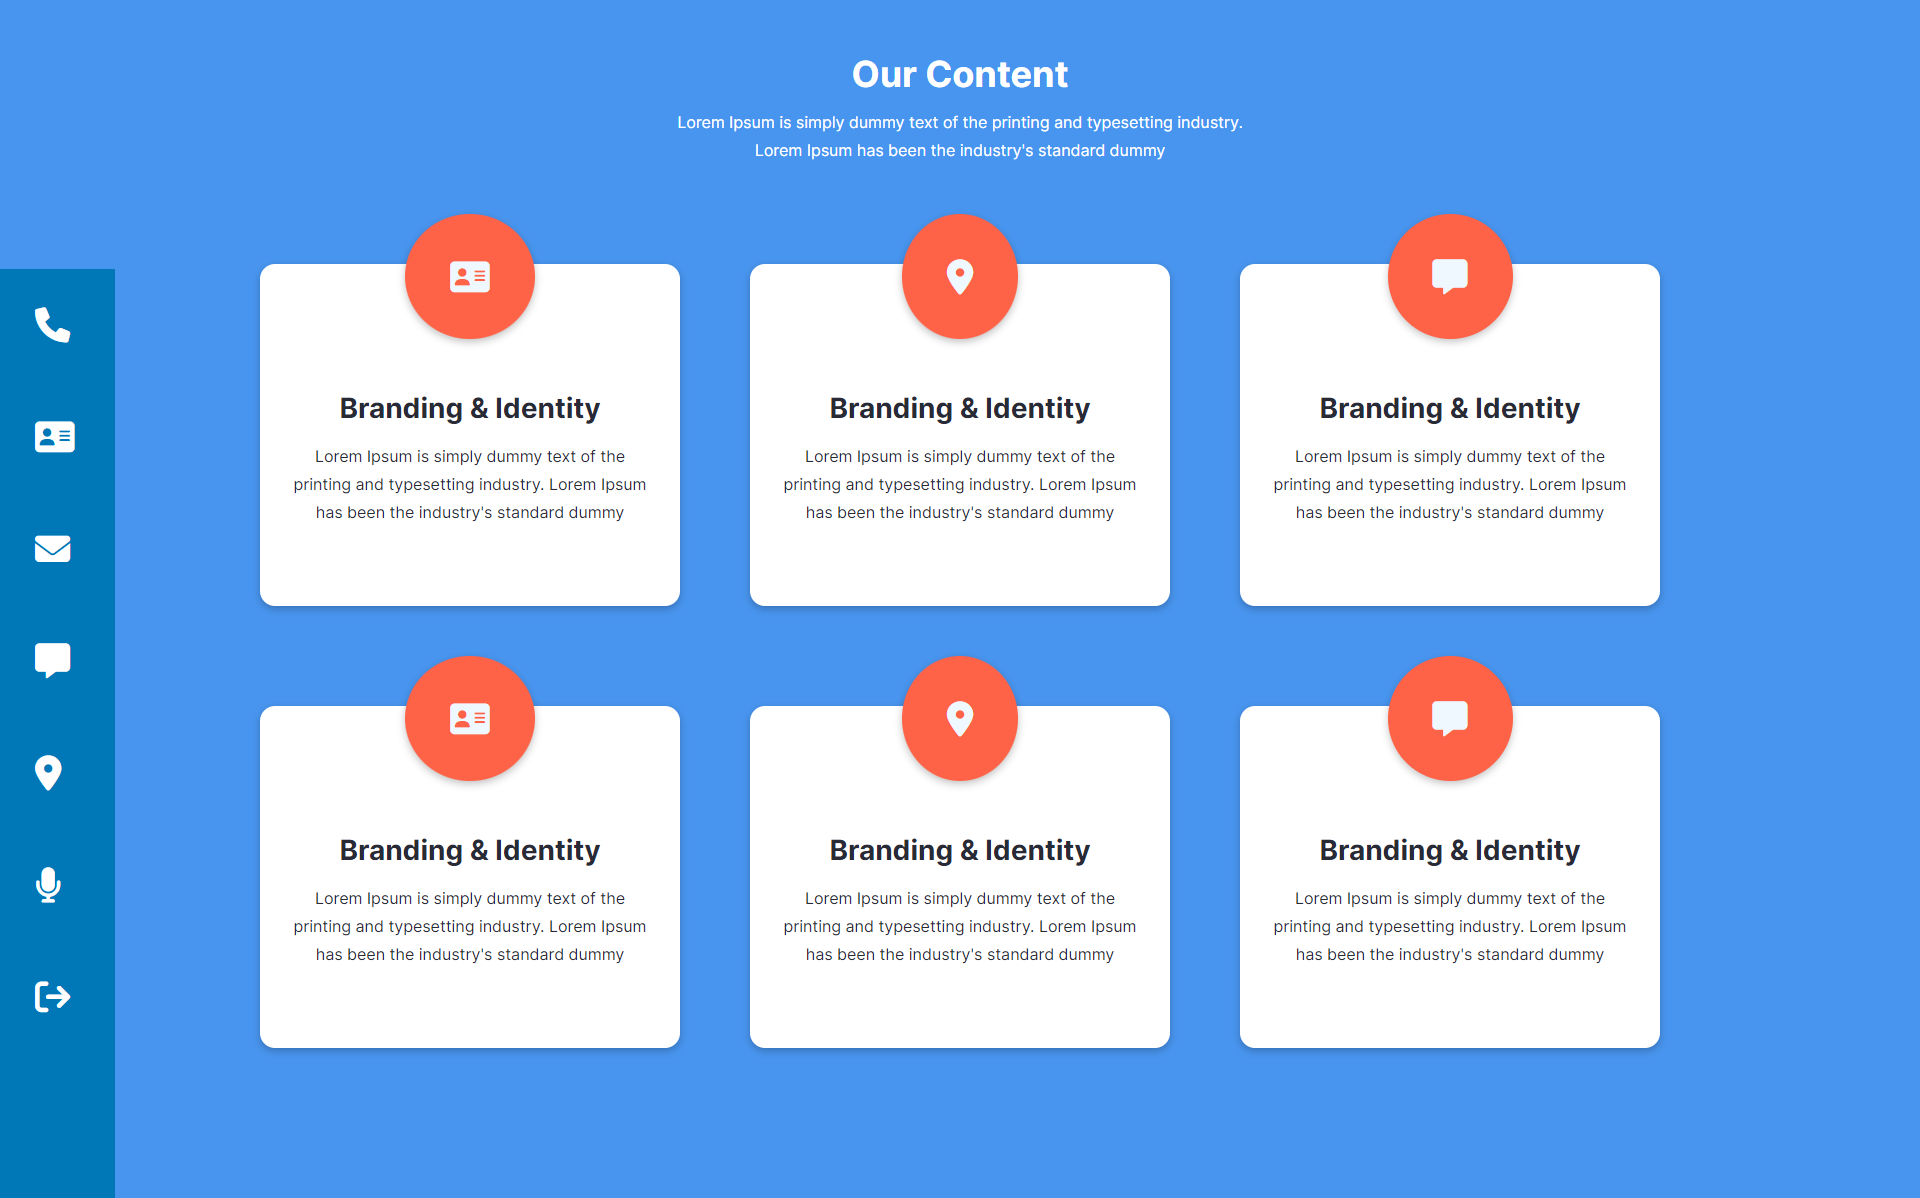 Our Content
Lorem Ipsum is simply dummy text of the printing and typesetting industry.
Lorem Ipsum has been the industry's standard dummy
Branding & Identity
Lorem Ipsum is simply dummy text of the
printing and typesetting industry. Lorem Ipsum
has been the industry's standard dummy
Branding & Identity
Lorem Ipsum is simply dummy text of the
printing and typesetting industry. Lorem Ipsum
has been the industry's standard dummy
Branding & Identity
Lorem Ipsum is simply dummy text of the
printing and typesetting industry. Lorem Ipsum
has been the industry's standard dummy
Branding & Identity
Lorem Ipsum is simply dummy text of the
printing and typesetting industry. Lorem Ipsum
has been the industry's standard dummy
Branding & Identity
Lorem Ipsum is simply dummy text of the
printing and typesetting industry. Lorem Ipsum
has been the industry's standard dummy
Branding & Identity
Lorem Ipsum is simply dummy text of the
printing and typesetting industry. Lorem Ipsum
has been the industry's standard dummy